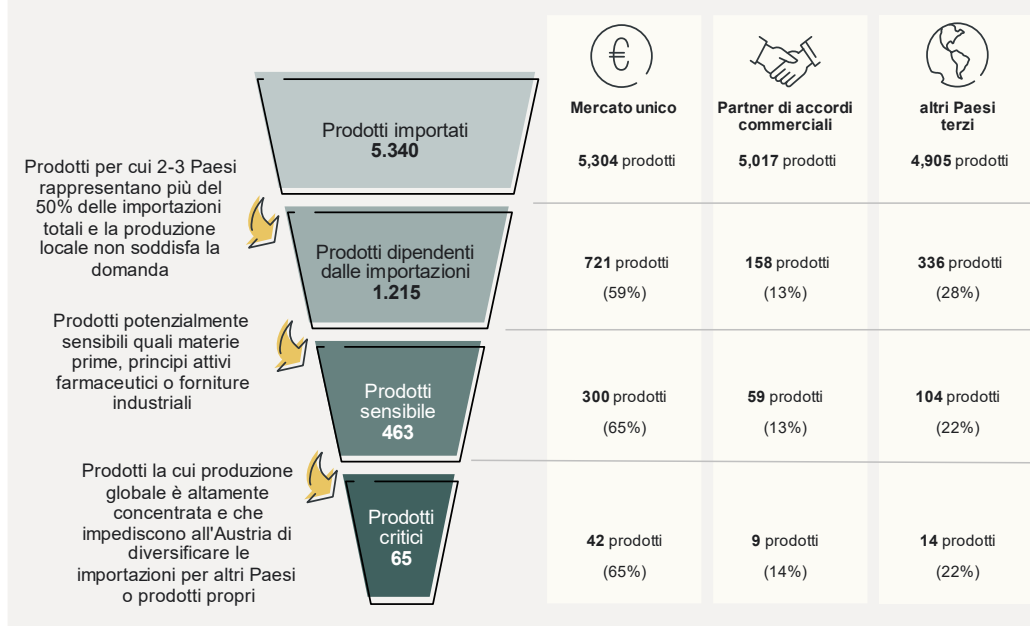 Mercato unico
Partner di accordi
commerciali
altri Paesi
terzi
Prodotti importati
5.340
5,304 prodotti
5,017 prodotti
4,905 prodotti
Prodotti per cui 2-3 Paesi
rappresentano più del
50% delle importazioni
totali e la produzione
locale non soddisfa la
domanda
Prodotti dipendenti
dalle importazioni
1.215
721 prodotti
(59%)
158 prodotti
(13%)
336 prodotti
(28%)
Prodotti potenzialmente
sensibili quali materie
prime, principi attivi
farmaceutici o forniture
industriali
Prodotti
sensibile
463
300 prodotti
(65%)
59 prodotti
(13%)
104 prodotti
(22%)
Prodotti la cui produzione
globale è altamente
concentrata e che
impediscono all'Austria di
diversificare le
importazioni per altri Paesi
o prodotti propri
Prodotti
critici
65
42 prodotti
(65%)
9 prodotti
(14%)
14 prodotti
(22%)